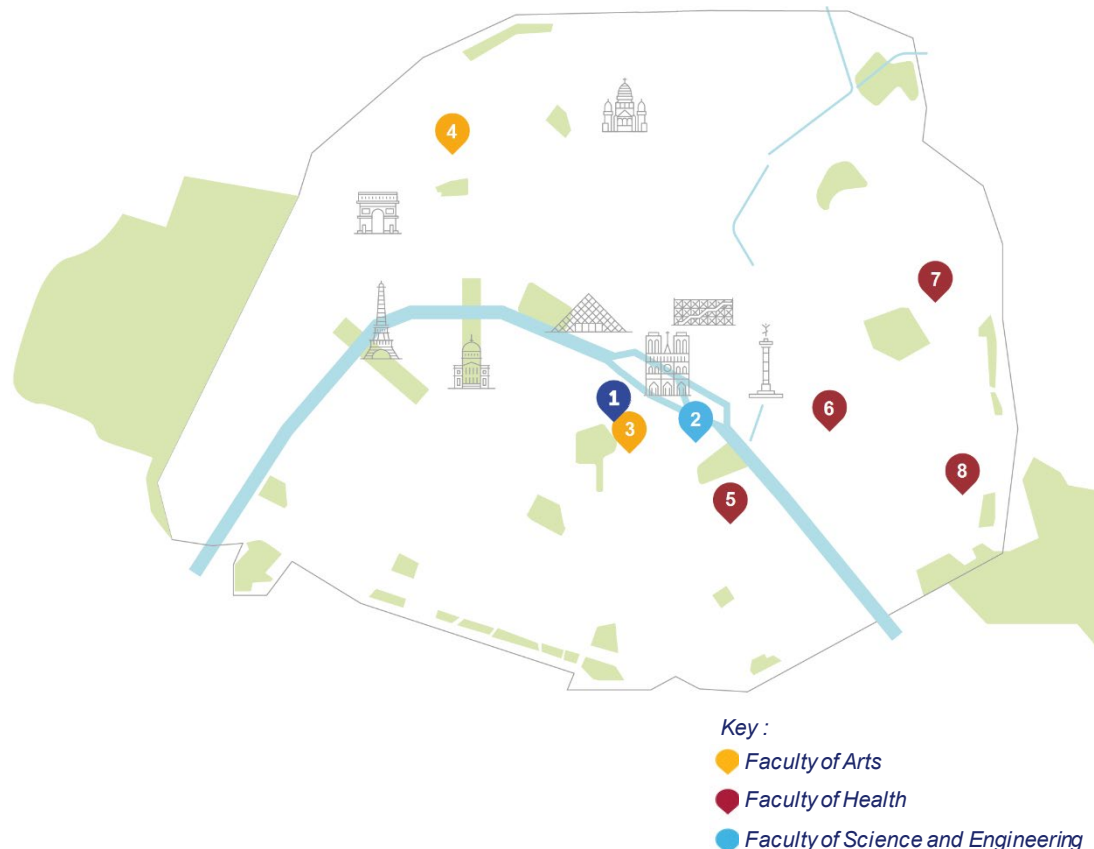 4
7
1
2
3
6
8
5
Key :
Faculty of Arts
Faculty of Health
Faculty of Science and Engineering